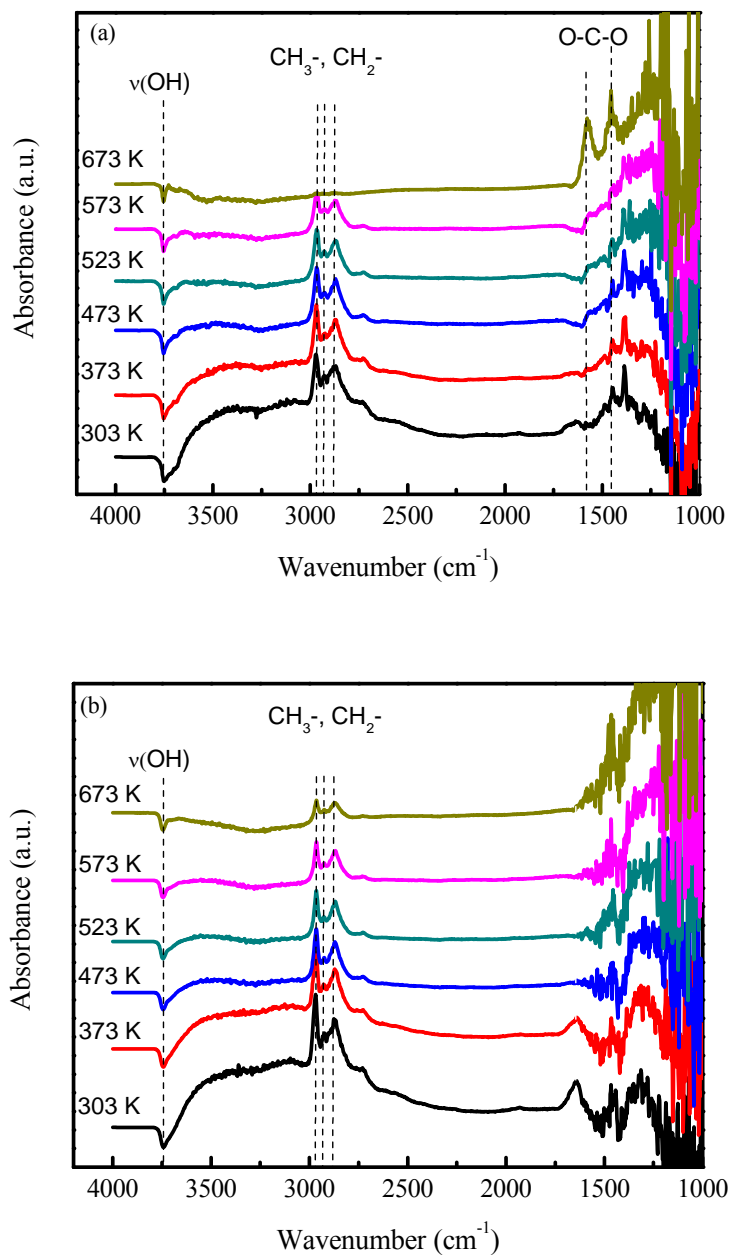 (a)
O-C-O
CH3-, CH2-
ν(OH)
673 K
573 K
523 K
473 K
373 K
303 K
Absorbance (a.u.)
4000 3500 3000 2500 2000 1500 1000
Wavenumber (cm-1)
(b)
CH3-, CH2-
ν(OH)
673 K
573 K
523 K
473 K
373 K
303 K
Absorbance (a.u.)
4000 3500 3000 2500 2000 1500 1000
Wavenumber (cm-1)